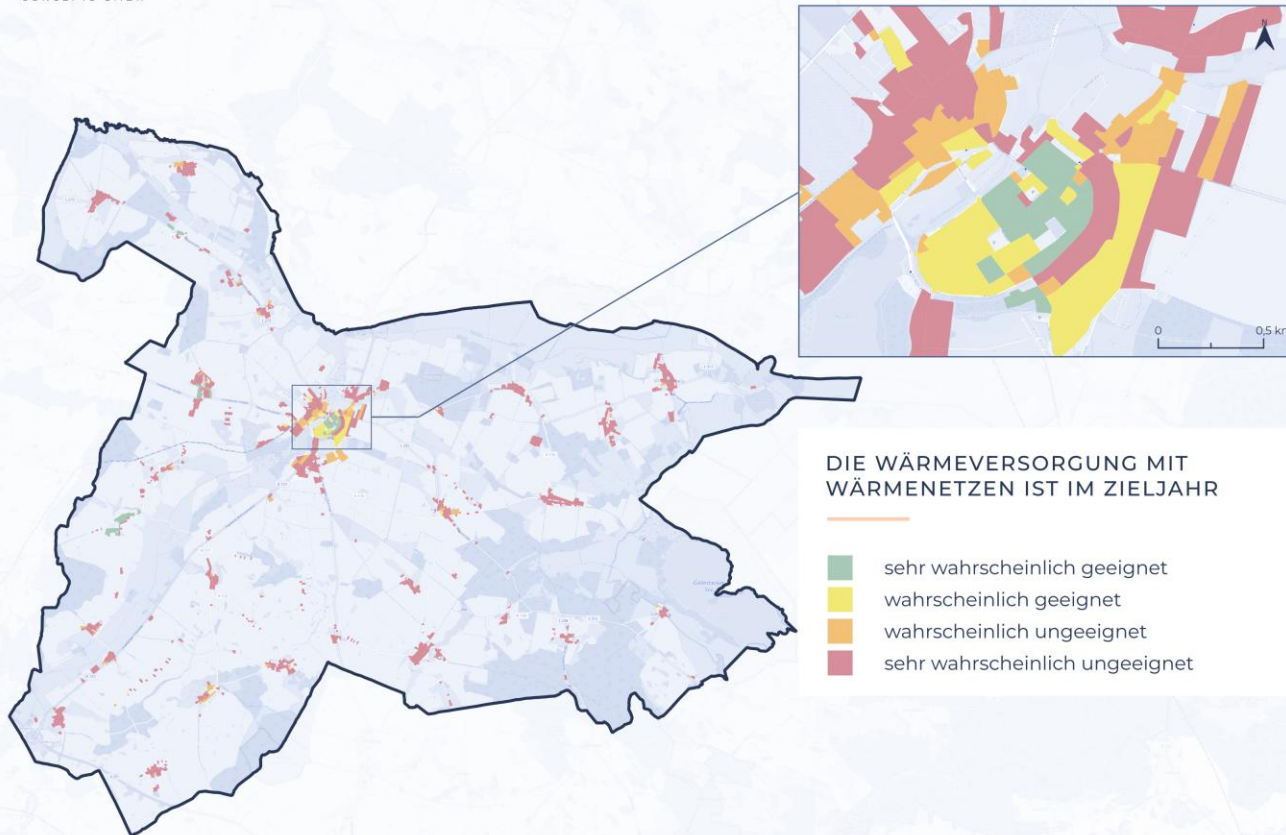 N
0
0,5 km
DIE WÄRMEVERSORGUNG MIT
WÄRMENETZEN IST IM ZIELJAHR
sehr wahrscheinlich geeignet
wahrscheinlich geeignet
wahrscheinlich ungeeignet
sehr wahrscheinlich ungeeignet